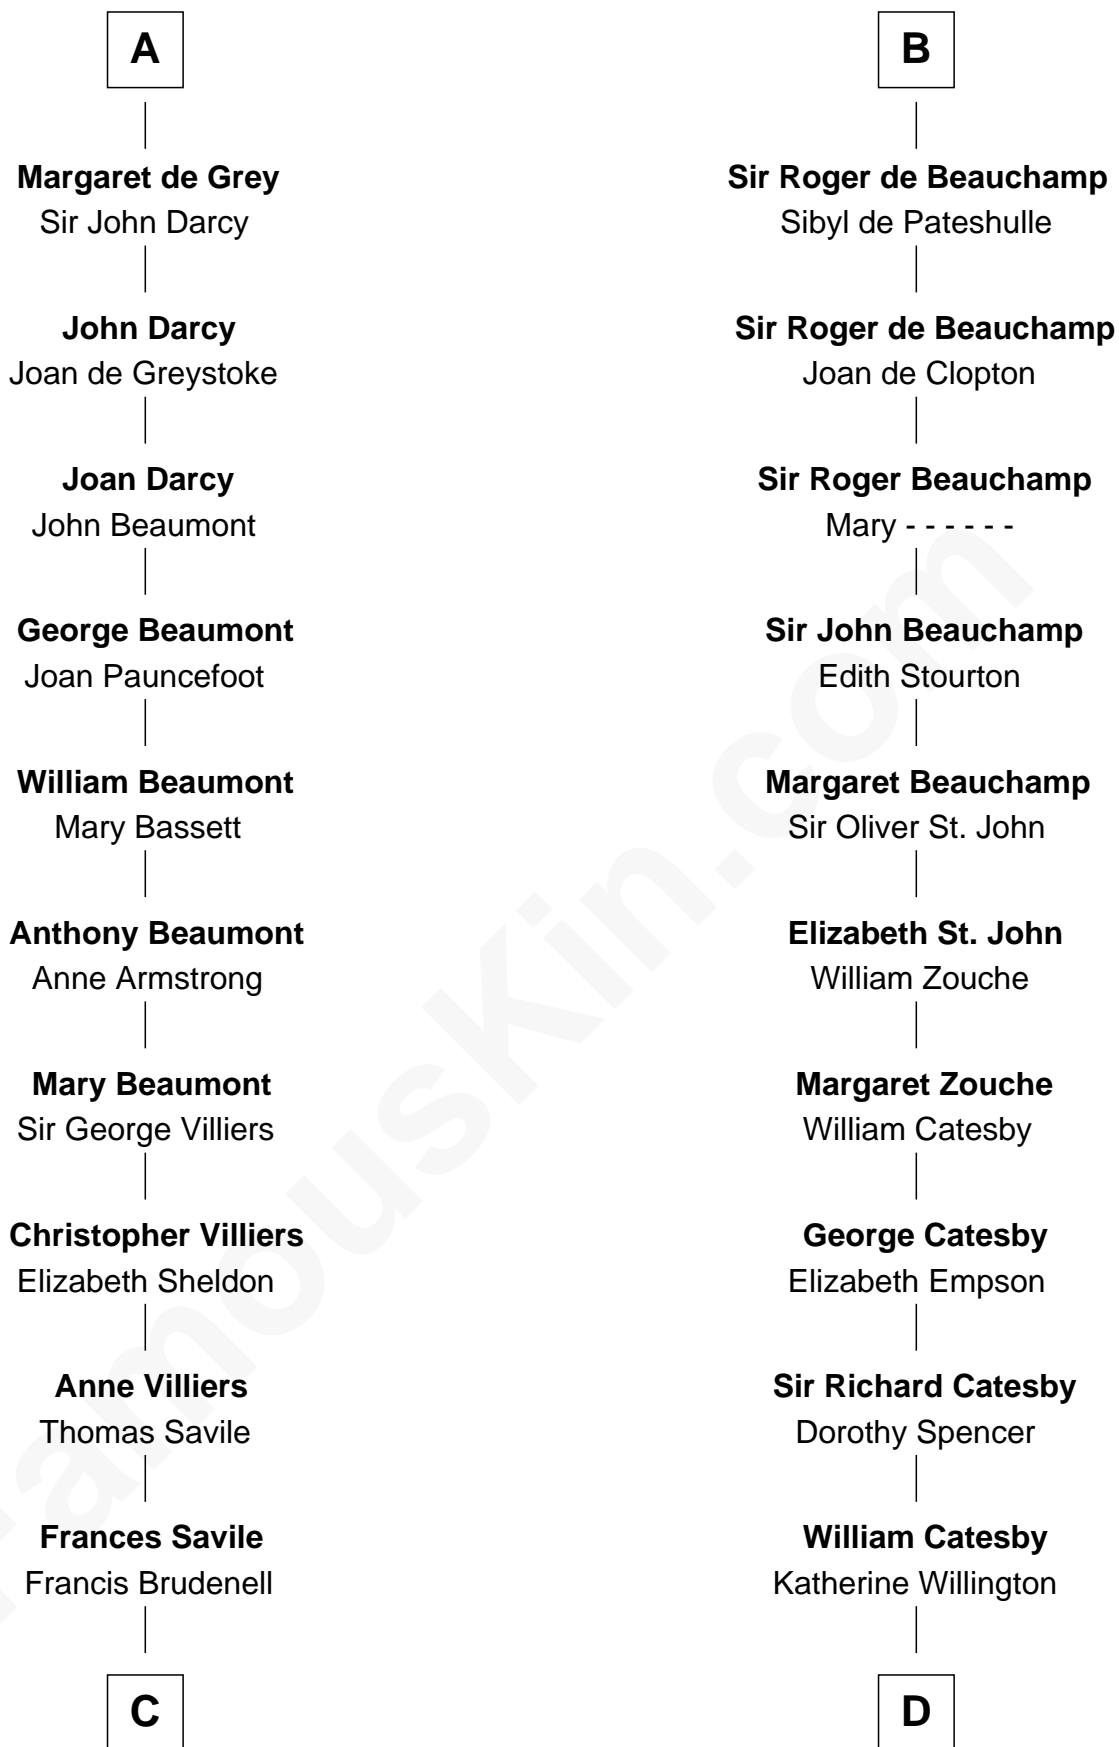 A
Margaret de Grey
Sir John Darcy
John Darcy
Joan de Greystoke
Joan Darcy
John Beaumont
George Beaumont
Joan Pauncefoot
William Beaumont
Mary Bassett
Anthony Beaumont
Anne Armstrong
Mary Beaumont
Sir George Villiers
Christopher Villiers
Elizabeth Sheldon
Anne Villiers
Thomas Savile
Frances Savile
Francis Brudenell
C
B
Sir Roger de Beauchamp
Sibyl de Pateshulle
Sir Roger de Beauchamp
Joan de Clopton
Sir Roger Beauchamp
Mary - - - - - -
Sir John Beauchamp
Edith Stourton
Margaret Beauchamp
Sir Oliver St. John
Elizabeth St. John
William Zouche
Margaret Zouche
William Catesby
George Catesby
Elizabeth Empson
Sir Richard Catesby
Dorothy Spencer
William Catesby
Katherine Willington
D
FamousKin.com